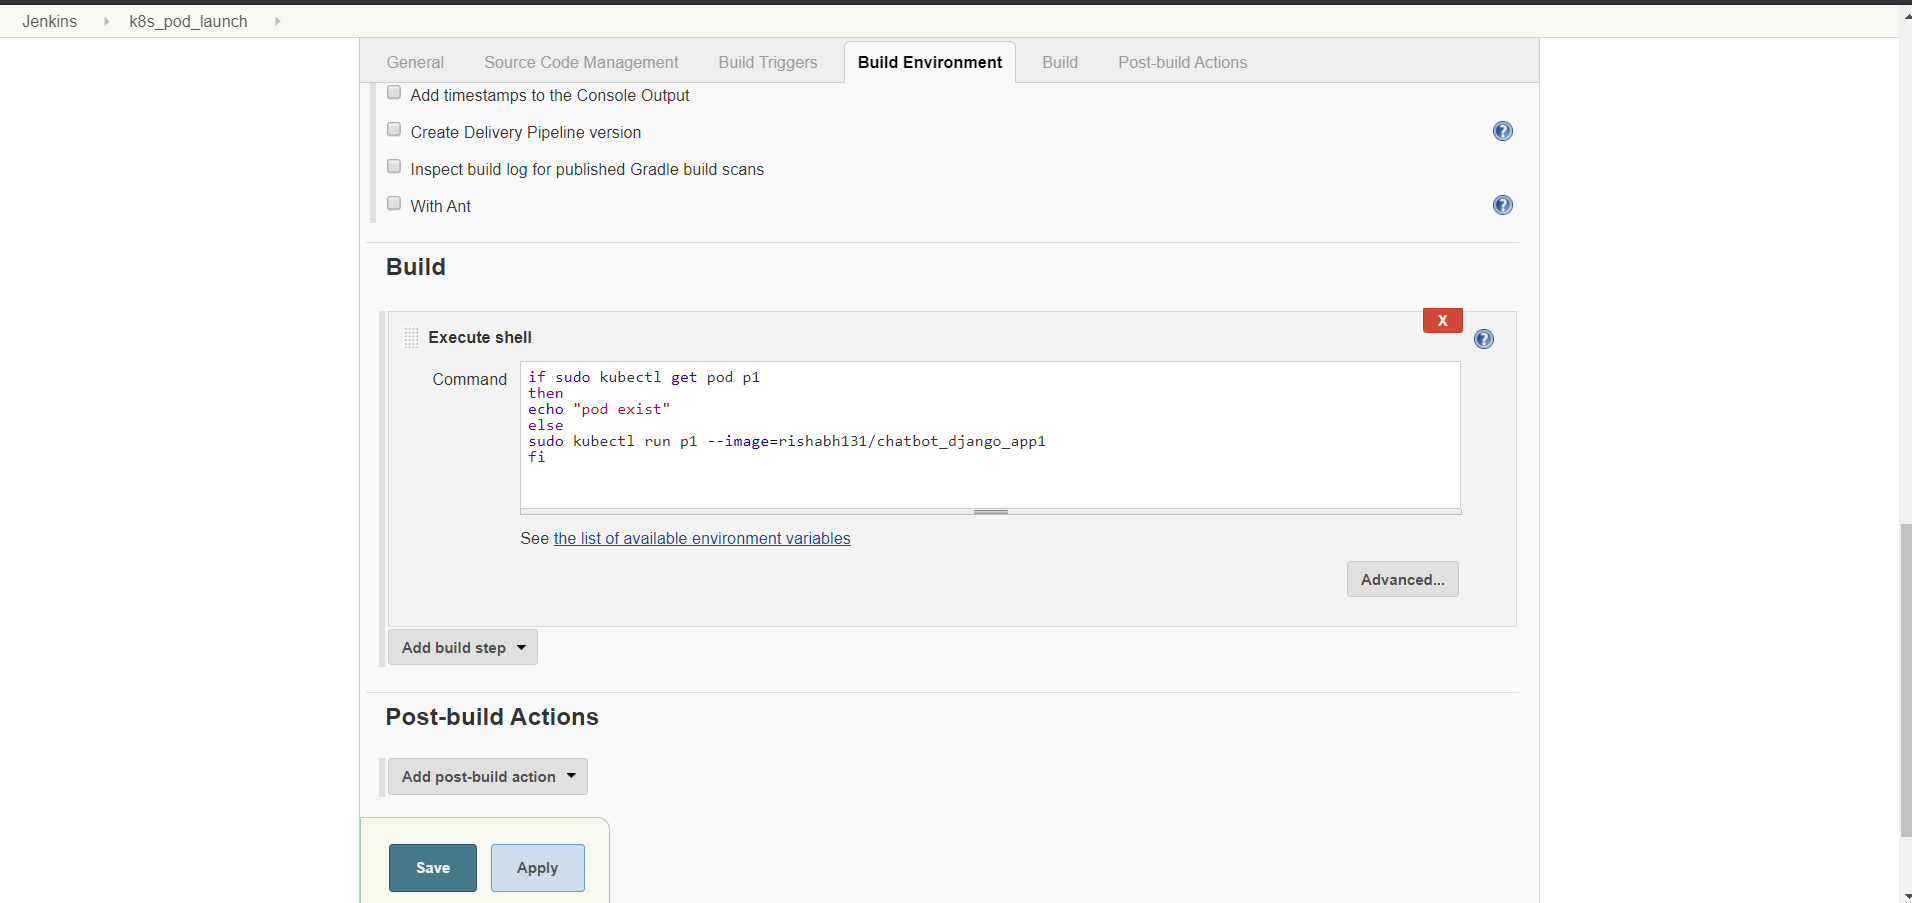 Jenkins k8s_pod_launch
General Source Code Management Build Triggers Build Environment Build Post-build Actions
Add timestamps to the Console Output
Create Delivery Pipeline version
Inspect build log for published Gradle build scans
With Ant
Build
X
Execute shell
Command
if sudo kubectl get pod p1
then
echo "pod exist"
else
sudo kubectl run p1 --image=rishabh131/chatbot_django_app1
fi
See the list of available environment variables
Advanced...
Add build step
Post-build Actions
Add post-build action
Save Apply